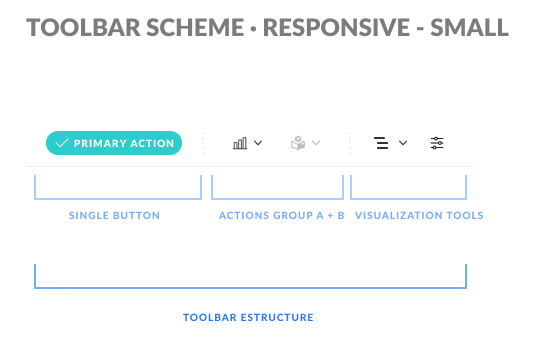 TOOLBAR SCHEME · RESPONSIVE - SMALL
PRIMARY ACTION
SINGLE BUTTON
ACTIONS GROUP A + B
VISUALIZATION TOOLS
TOOLBAR ESTRUCTURE